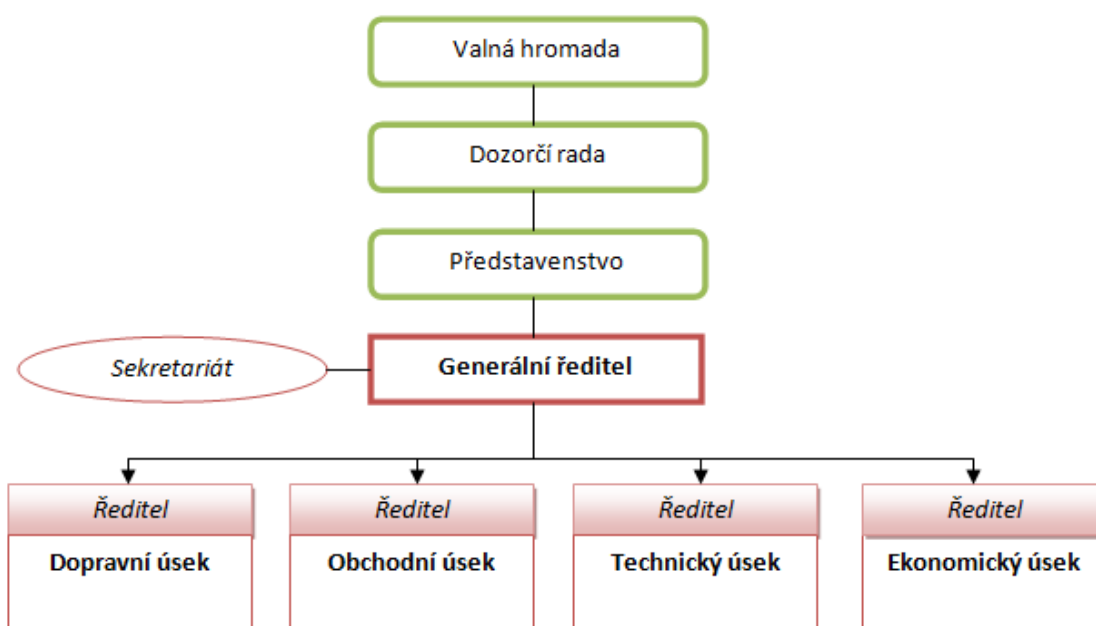 Valná hromada
Dozorčí rada
Představenstvo
Sekretariát
Generální ředitel
Ředitel
Ředitel
Ředitel
Ředitel
Dopravní úsek
Obchodní úsek
Technický úsek
Ekonomický úsek